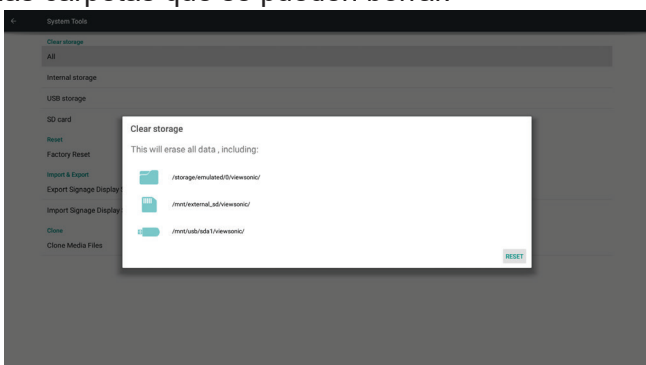 las carpetas que se pueden borrar.
System Tools
Clear storage
All
Internal storage
USB storage
SD card
Reset
Factory Reset
Import & Export
Export Signage Display
Import Signage Display
Clone
Clone Media Files
Clear storage
This will erase all data , including:
/storage/emulated/0/viewsonic/
/mnt/external_sd/viewsonic/
/mnt/usb/sda1/viewsonic/
RESET